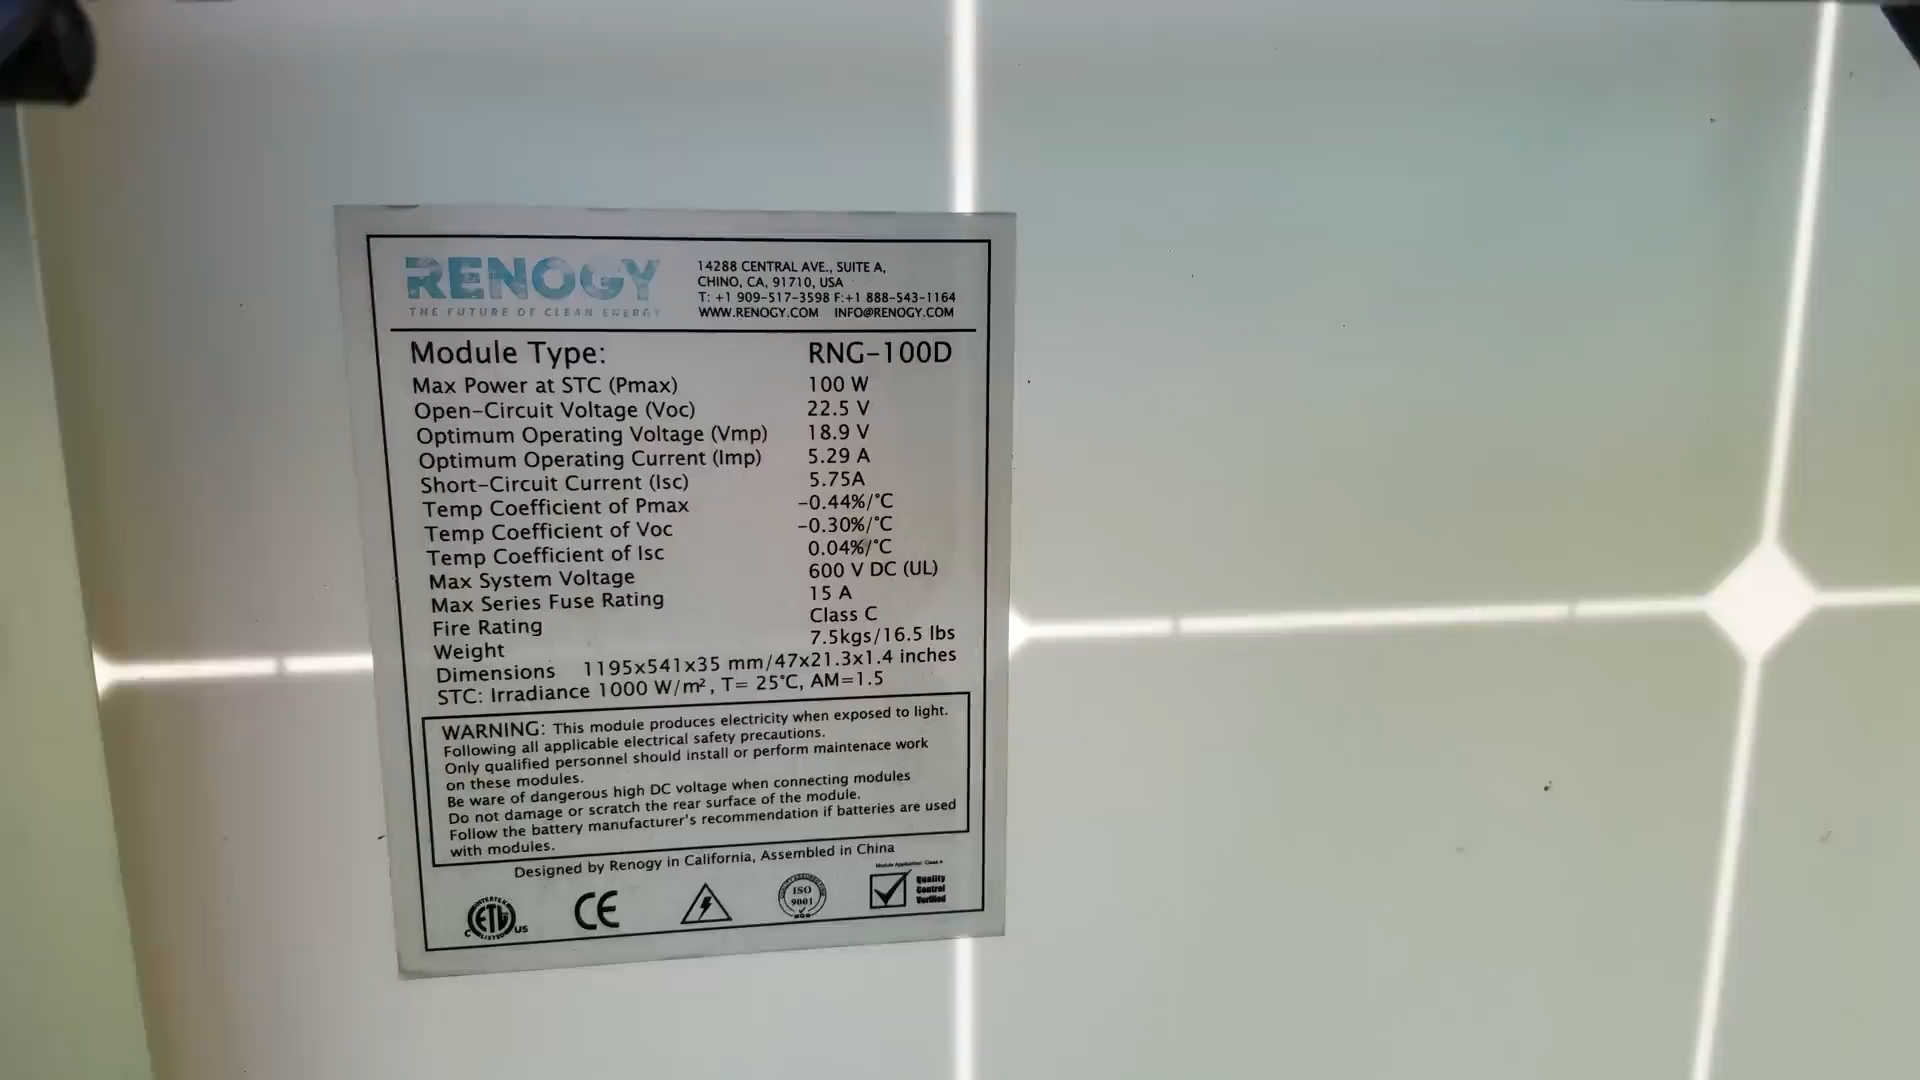 RENOGY
THE FUTURE OF CLEAN ENERGY
14288 CENTRAL AVE., SUITE A,
CHINO, CA, 91710, USA
T: +1 909-517-3598 F:+1 888-543-1164
WWW.RENOGY.COM INFO@RENOGY.COM
Module Type: RNG-100D
Max Power at STC (Pmax) 100 W
Open-Circuit Voltage (Voc) 22.5 V
Optimum Operating Voltage (Vmp) 18.9 V
Optimum Operating Current (Imp) 5.29 A
Short-Circuit Current (Isc) 5.75A
Temp Coefficient of Pmax -0.44%/°C
Temp Coefficient of Voc -0.30%/°C
Temp Coefficient of Isc 0.04%/°C
Max System Voltage 600 V DC (UL)
Max Series Fuse Rating 15 A
Fire Rating Class C
Weight 7.5kgs/16.5 lbs
Dimensions 1195x541x35 mm/47x21.3x1.4 inches
STC: Irradiance 1000 W/m², T= 25°C, AM=1.5
WARNING: This module produces electricity when exposed to light.
Following all applicable electrical safety precautions.
Only qualified personnel should install or perform maintenace work
on these modules.
Be ware of dangerous high DC voltage when connecting modules
Do not damage or scratch the rear surface of the module.
Follow the battery manufacturer's recommendation if batteries are used
with modules.
Designed by Renogy in California, Assembled in China
Module Application: Class A
INTERTEK
ETL
C LISTED US
CE
ISO
9001
Quality
Control
Verified